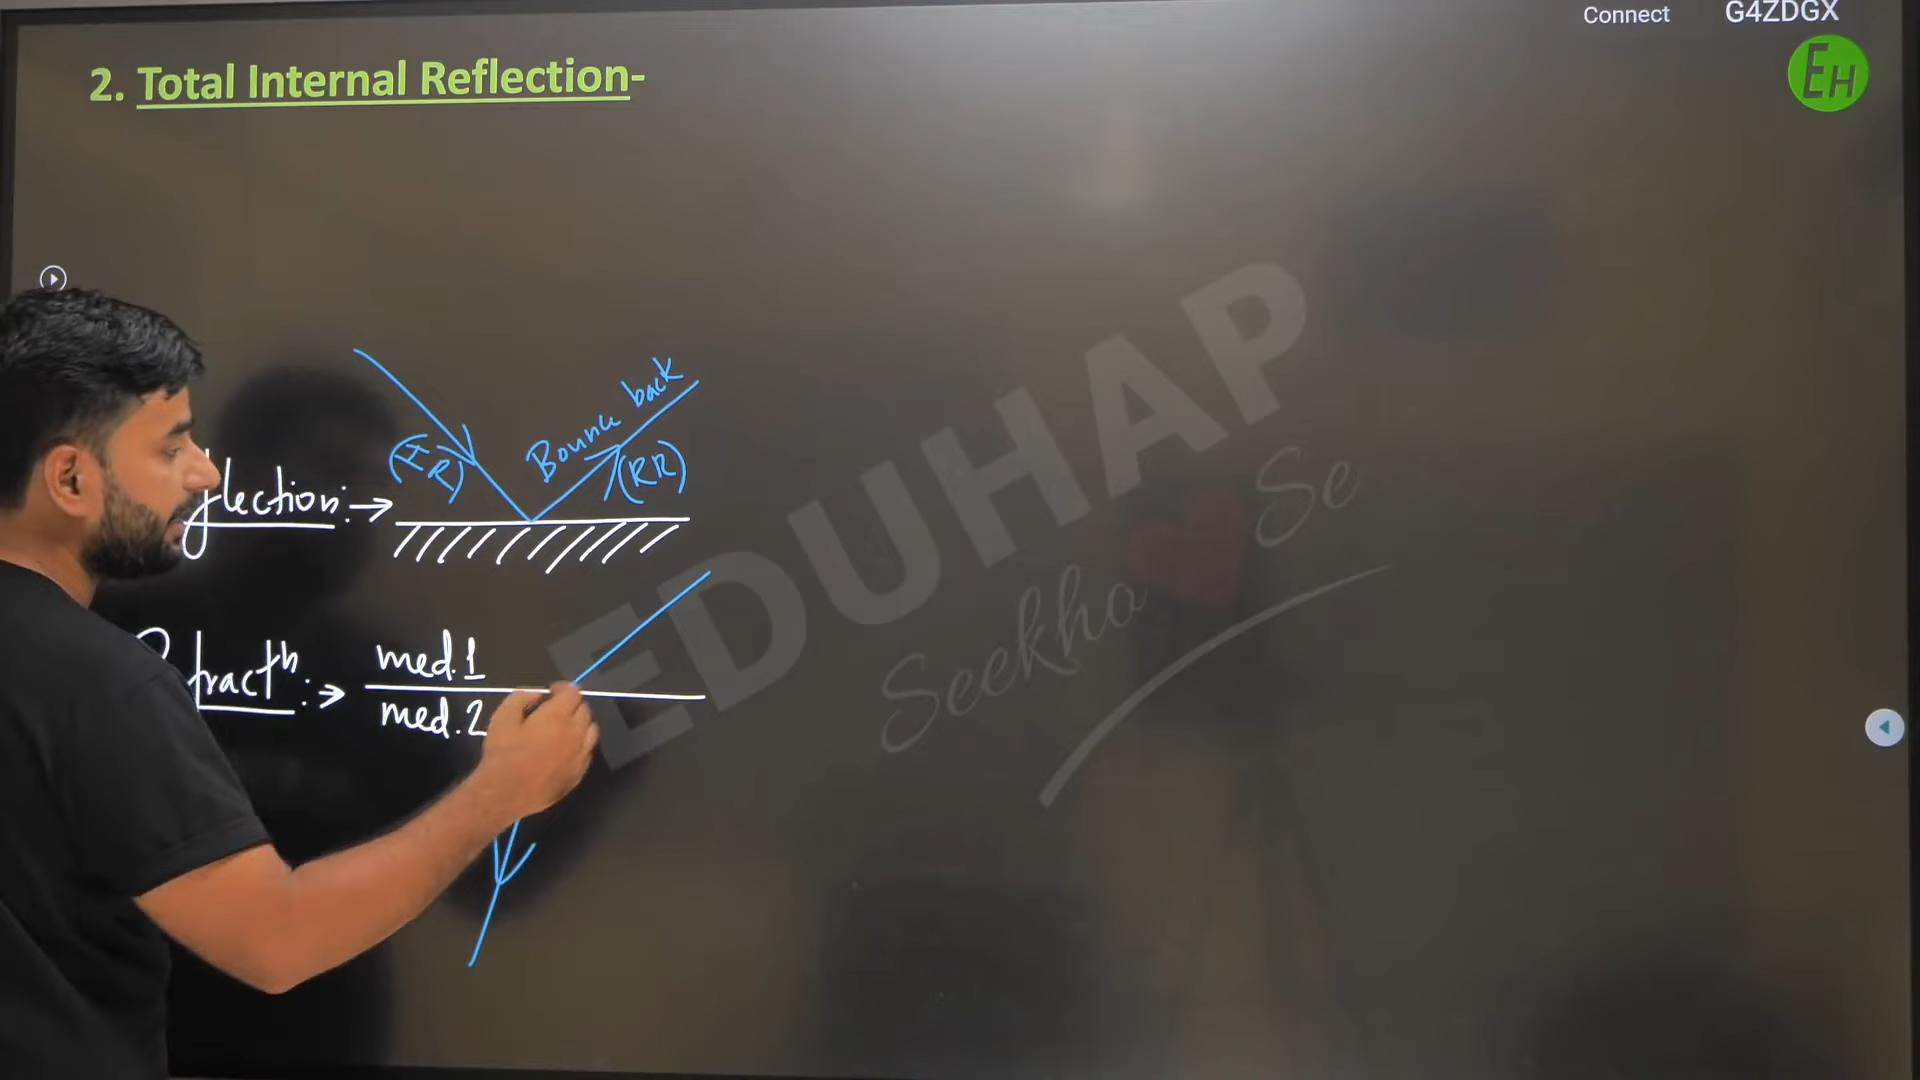 Connect G4ZDGX
EH
2. Total Internal Reflection-
Bounce back
(IR)
(RR)
flection:→
med.1
fractⁿ:→
med.2
EDUHAP
Seekho Se